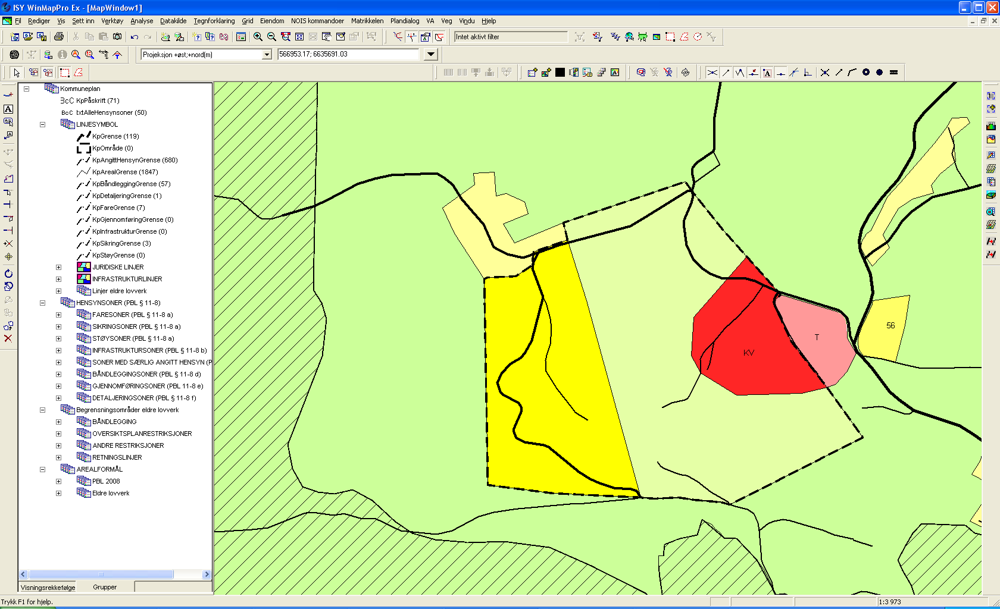 ISY WinMapPro Ex - [MapWindow1]
Fil Rediger Vis Sett inn Verktøy Analyse Datakilde Tegnforklaring Grid Eiendom NOIS kommandoer Matrikkelen Plandialog VA Veg Vindu Hjelp
Intet aktivt filter
Projeksjon +øst;+nord(m) 566953.17; 6635691.03
Kommuneplan
KpPåskrift (71)
txtAlleHensynsoner (50)
LINJESYMBOL
KpGrense (119)
KpOmråde (0)
KpAngittHensynGrense (680)
KpArealGrense (1847)
KpBåndleggingGrense (57)
KpDetaljeringGrense (1)
KpFareGrense (7)
KpGjennomføringGrense (0)
KpInfrastrukturGrense (0)
KpSikringGrense (3)
KpStøyGrense (0)
JURIDISKE LINJER
INFRASTRUKTURLINJER
Linjer eldre lovverk
HENSYNSONER (PBL § 11-8)
FARESONER (PBL § 11-8 a)
SIKRINGSONER (PBL § 11-8 a)
STØYSONER (PBL § 11-8 a)
INFRASTRUKTURSONER (PBL § 11-8 b)
SONER MED SÆRLIG ANGITT HENSYN (P
BÅNDLEGGINGSONER (PBL § 11-8 d)
GJENNOMFØRINGSONER (PBL 11-8 e)
DETALJERINGSONER (PBL § 11-8 f)
Begrensningsområder eldre lovverk
BÅNDLEGGING
OVERSIKTSPLANRESTRIKSJONER
ANDRE RESTRIKSJONER
RETNINGSLINJER
AREALFORMÅL
PBL 2008
Eldre lovverk
56
T
KV
Visningsrekkefølge Grupper
Trykk F1 for hjelp. 1:3 973